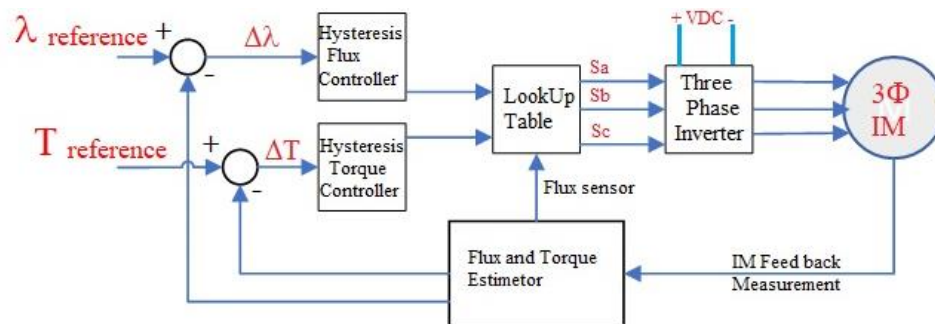 λ reference
+
-
Δλ
Hysteresis
Flux
Controller
T reference
+
-
ΔT
Hysteresis
Torque
Controller
LookUp
Table
Sa
Sb
Sc
+ VDC -
Three
Phase
Inverter
3Φ
IM
Flux sensor
Flux and Torque
Estimetor
IM Feed back
Measurement